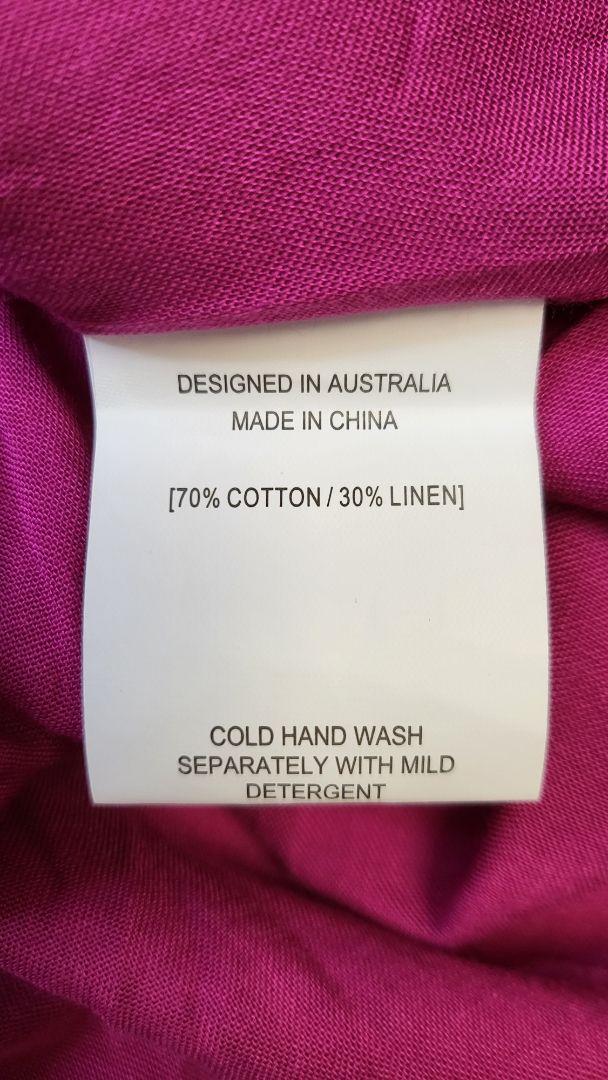 DESIGNED IN AUSTRALIA
MADE IN CHINA
[70% COTTON / 30% LINEN]
COLD HAND WASH
SEPARATELY WITH MILD
DETERGENT